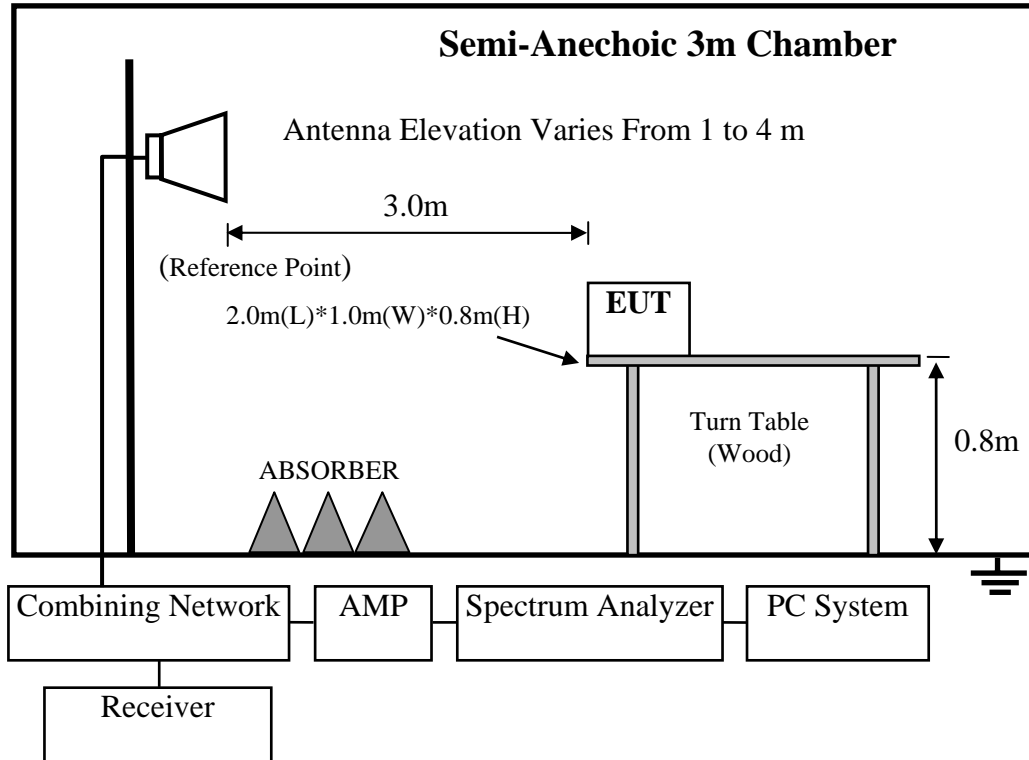 Semi-Anechoic 3m Chamber
Antenna Elevation Varies From 1 to 4 m
3.0m
(Reference Point)
2.0m(L)*1.0m(W)*0.8m(H)
EUT
Turn Table
(Wood)
0.8m
ABSORBER
Combining Network
AMP
Spectrum Analyzer
PC System
Receiver